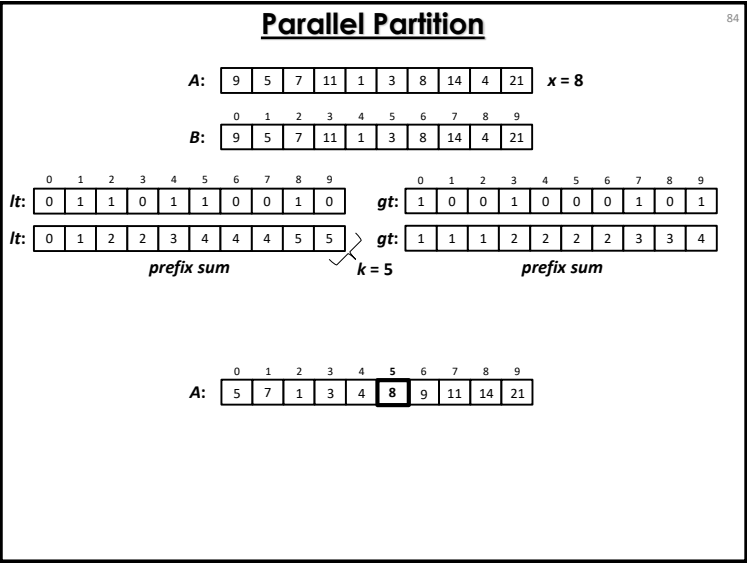 Parallel Partition
84
A: 9 5 7 11 1 3 8 14 4 21 x = 8
0 1 2 3 4 5 6 7 8 9
B: 9 5 7 11 1 3 8 14 4 21
0 1 2 3 4 5 6 7 8 9
lt: 0 1 1 0 1 1 0 0 1 0
lt: 0 1 2 2 3 4 4 4 5 5
prefix sum
k = 5
0 1 2 3 4 5 6 7 8 9
gt: 1 0 0 1 0 0 0 1 0 1
gt: 1 1 1 2 2 2 2 3 3 4
prefix sum
0 1 2 3 4 5 6 7 8 9
A: 5 7 1 3 4 8 9 11 14 21